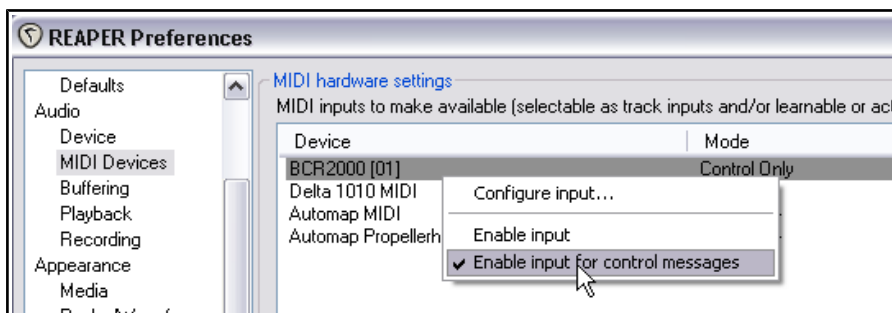 REAPER Preferences
Defaults
Audio
Device
MIDI Devices
Buffering
Playback
Recording
Appearance
Media
MIDI hardware settings
MIDI inputs to make available (selectable as track inputs and/or learnable or
Device Mode
BCR2000 [01] Control Only
Delta 1010 MIDI
Automap MIDI
Automap
Configure input...
Enable input
Enable input for control messages